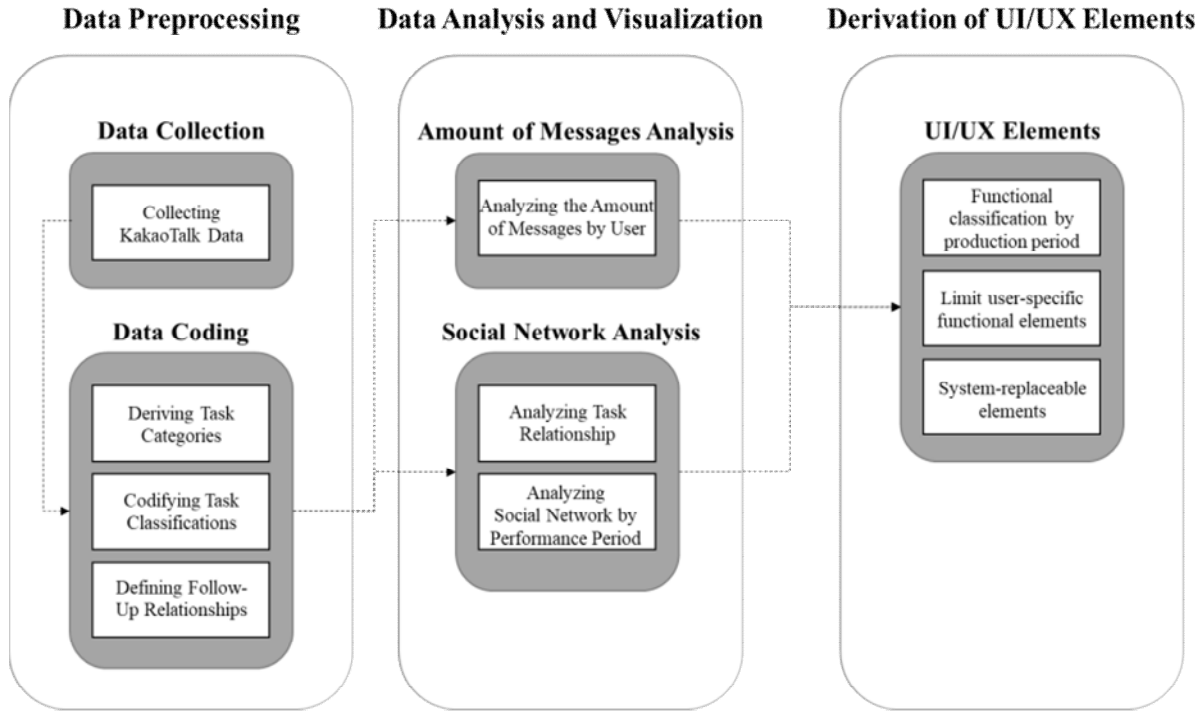 Data Preprocessing
Data Collection
Collecting
KakaoTalk Data
Data Coding
Deriving Task
Categories
Codifying Task
Classifications
Defining Follow-
Up Relationships
Data Analysis and Visualization
Amount of Messages Analysis
Analyzing the Amount
of Messages by User
Social Network Analysis
Analyzing Task
Relationship
Analyzing
Social Network by
Performance Period
Derivation of UI/UX Elements
UI/UX Elements
Functional
classification by
production period
Limit user-specific
functional elements
System-replaceable
elements